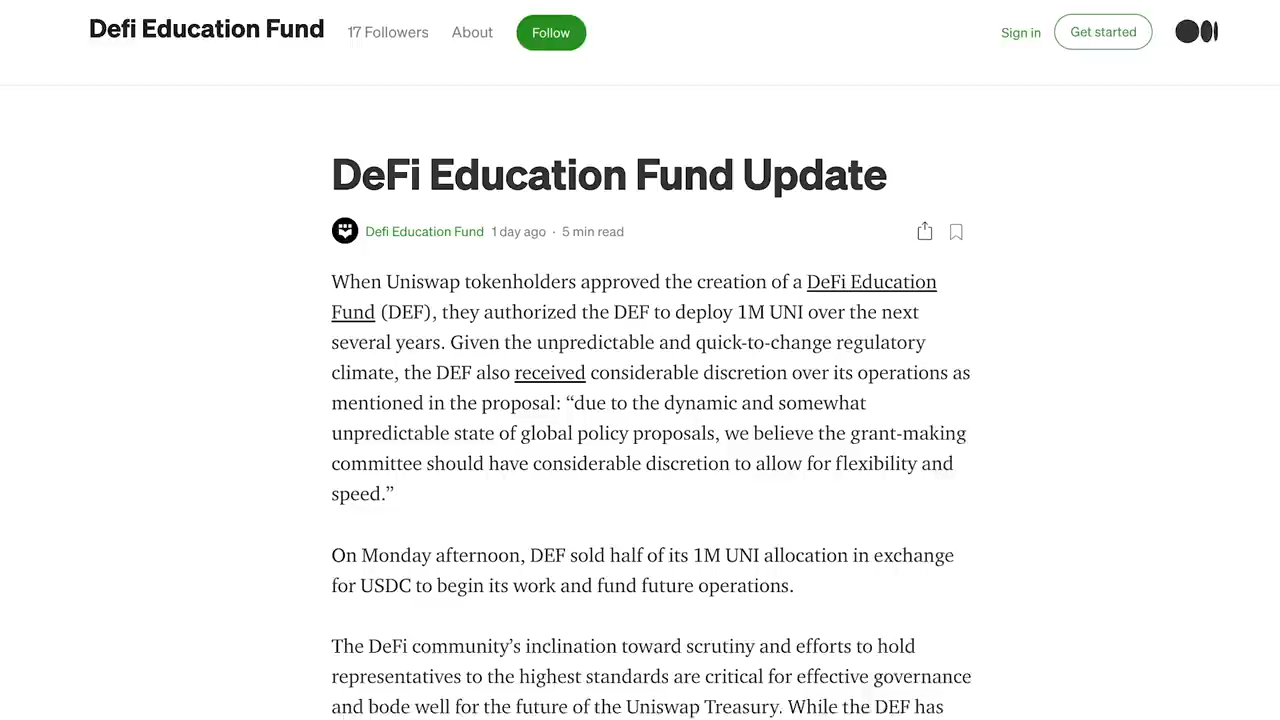 Defi Education Fund 17 Followers About Follow Sign in Get started
DeFi Education Fund Update
Defi Education Fund 1 day ago · 5 min read
When Uniswap tokenholders approved the creation of a DeFi Education
Fund (DEF), they authorized the DEF to deploy 1M UNI over the next
several years. Given the unpredictable and quick-to-change regulatory
climate, the DEF also received considerable discretion over its operations as
mentioned in the proposal: “due to the dynamic and somewhat
unpredictable state of global policy proposals, we believe the grant-making
committee should have considerable discretion to allow for flexibility and
speed.”
On Monday afternoon, DEF sold half of its 1M UNI allocation in exchange
for USDC to begin its work and fund future operations.
The DeFi community’s inclination toward scrutiny and efforts to hold
representatives to the highest standards are critical for effective governance
and bode well for the future of the Uniswap Treasury. While the DEF has